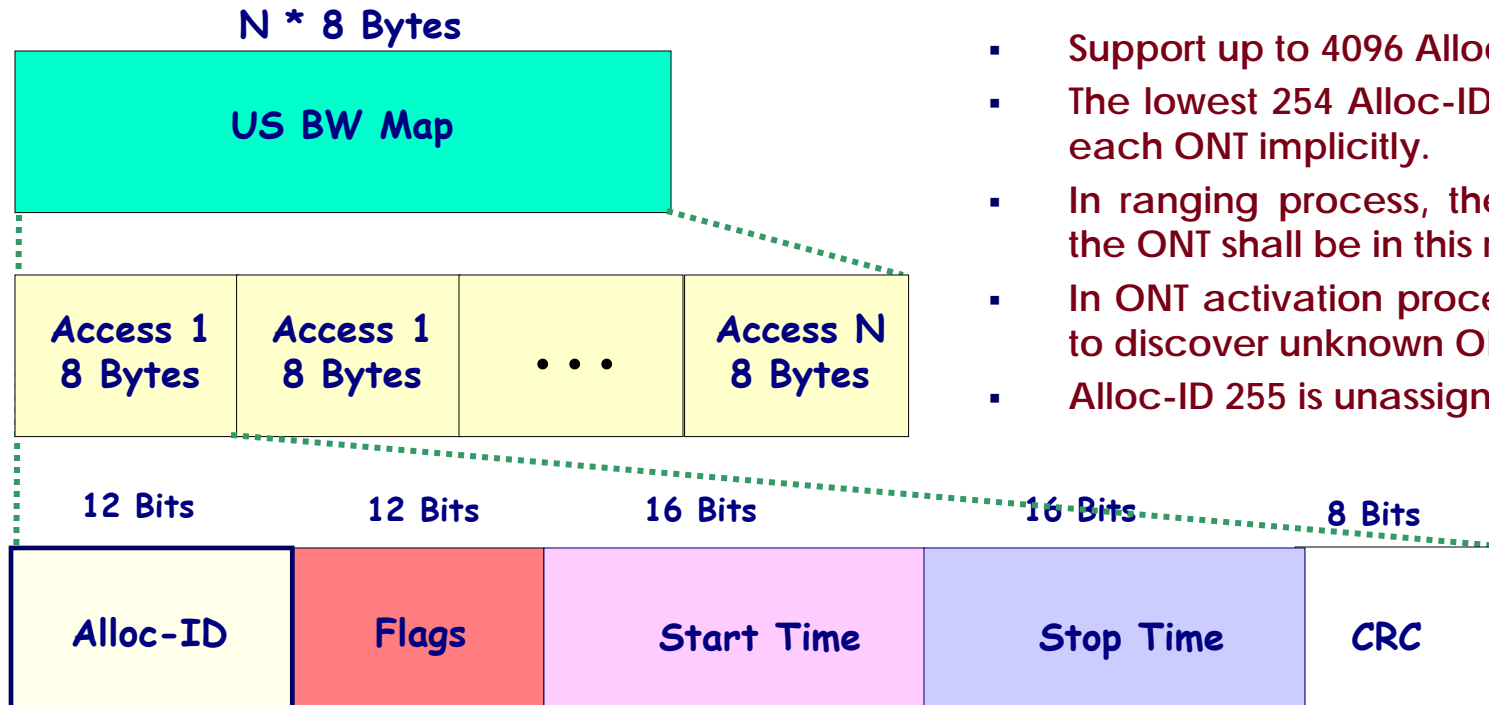 N * 8 Bytes
US BW Map
Access 1
8 Bytes
Access 1
8 Bytes
. . .
Access N
8 Bytes
▪ Support up to 4096
▪ The lowest 254
each ONT implicitly.
▪ In ranging process,
the ONT shall be in this
▪ In ONT activation
to discover unknown
▪ Alloc-ID 255 is
12 Bits
12 Bits
16 Bits
16 Bits
8 Bits
Alloc-ID
Flags
Start Time
Stop Time
CRC